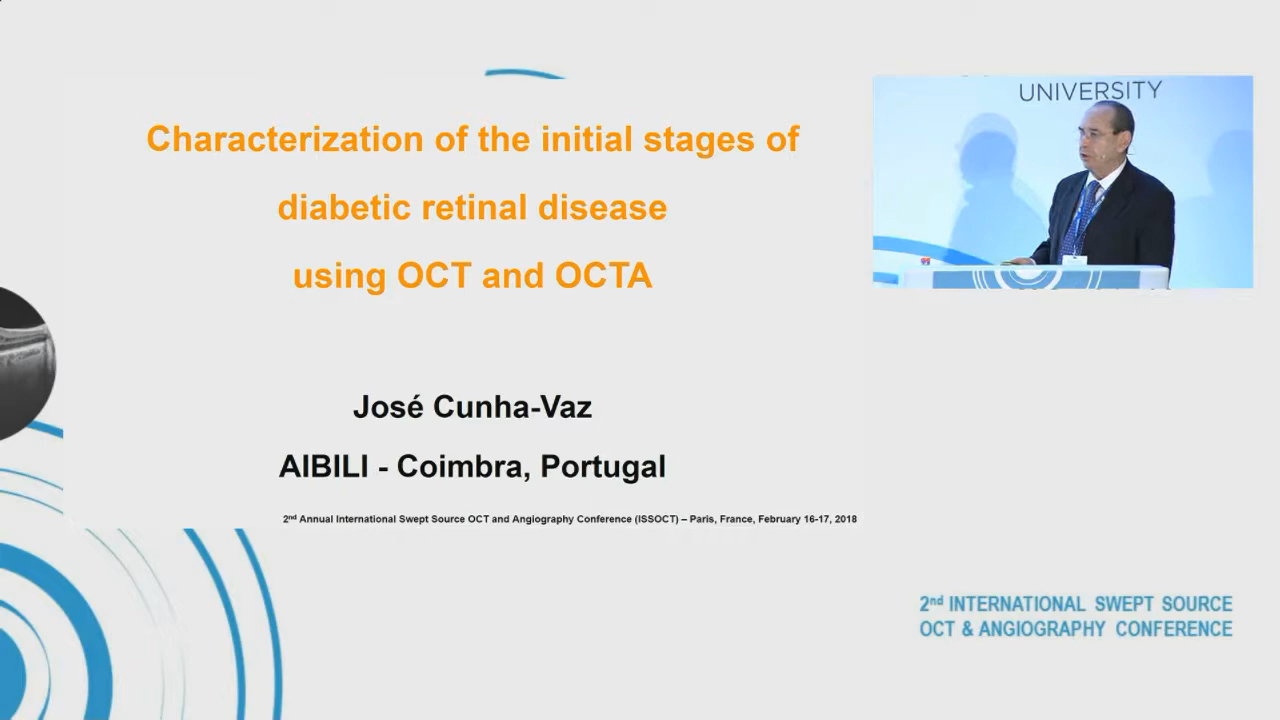 Characterization of the initial stages of
diabetic retinal disease
using OCT and OCTA
José Cunha-Vaz
AIBILI - Coimbra, Portugal
2nd Annual International Swept Source OCT and Angiography Conference (ISSOCT) – Paris, France, February 16-17, 2018
UNIVERSITY
2nd INTERNATIONAL SWEPT SOURCE
OCT & ANGIOGRAPHY CONFERENCE